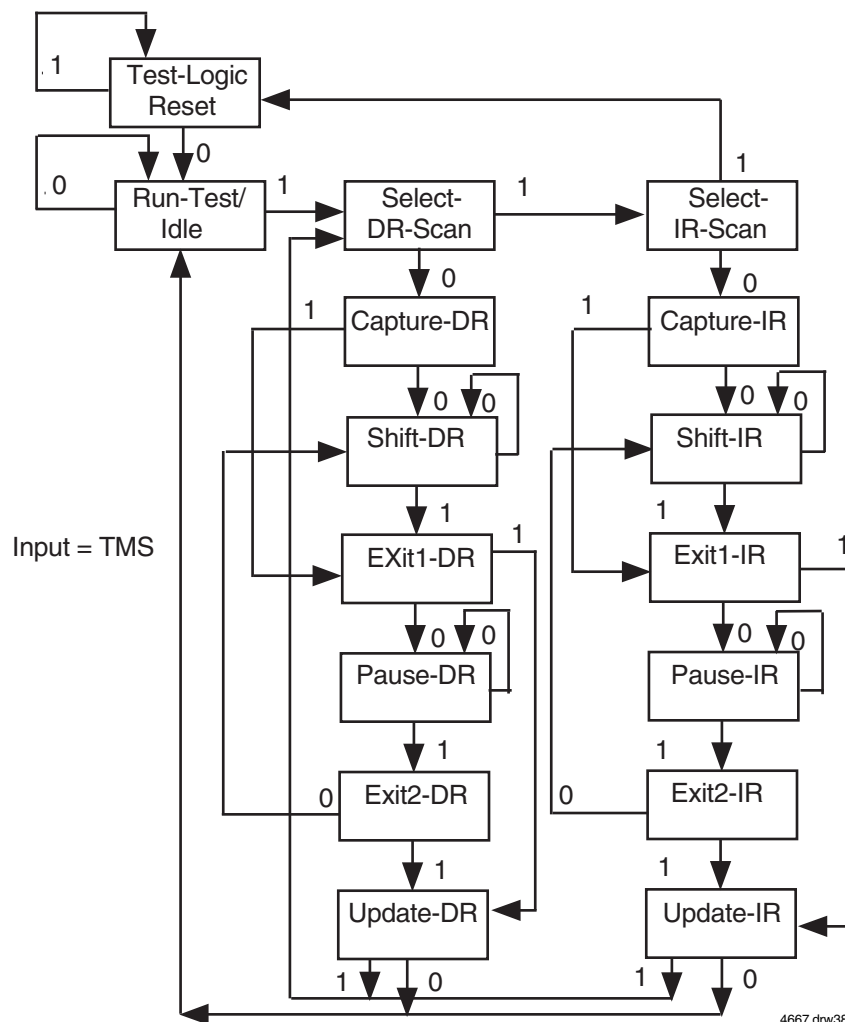 1
Test-Logic
Reset
0
0
Run-Test/
Idle
1
Select-
DR-Scan
1
Select-
IR-Scan
1
0
0
1
Capture-DR
1
Capture-IR
0
0
0
0
Shift-DR
Shift-IR
1
1
Input = TMS
EXit1-DR
1
Exit1-IR
1
0
0
0
0
Pause-DR
Pause-IR
1
1
0
Exit2-DR
0
Exit2-IR
1
1
Update-DR
Update-IR
1
0
1
0
4667 drw38